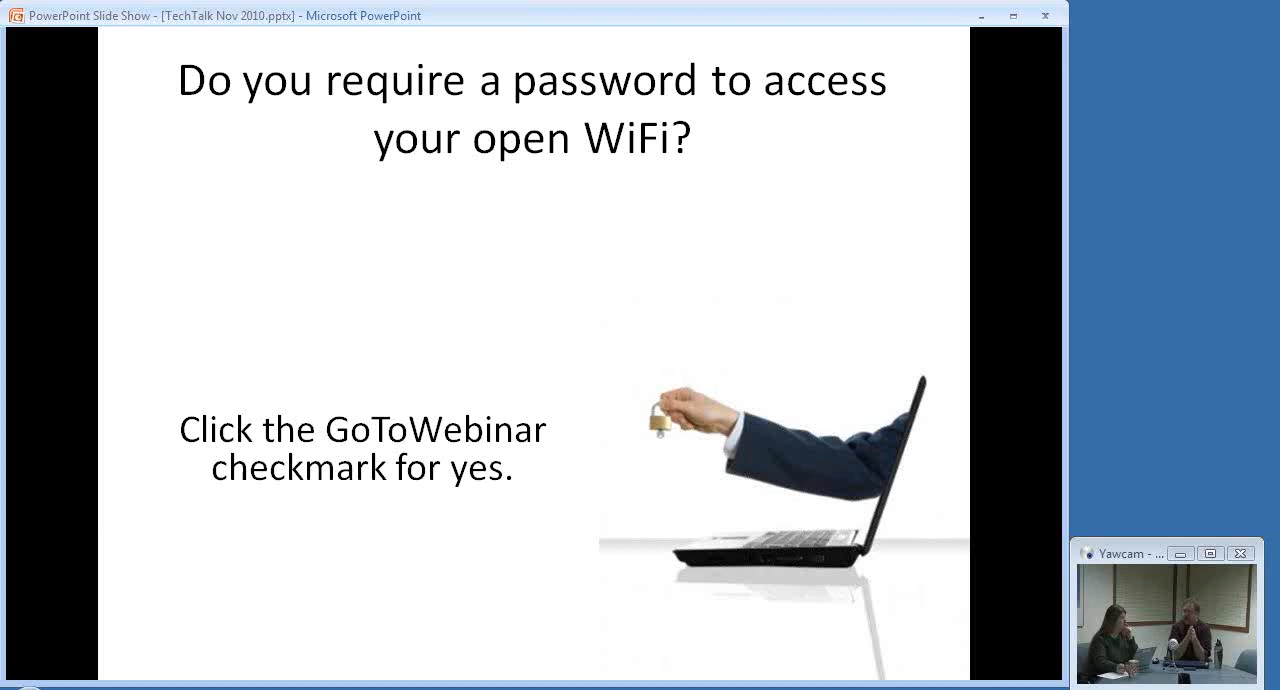 PowerPoint Slide Show - [TechTalk Nov 2010.pptx] - Microsoft PowerPoint
Do you require a password to access
your open WiFi?
Click the GoToWebinar
checkmark for yes.
Yawcam - ...